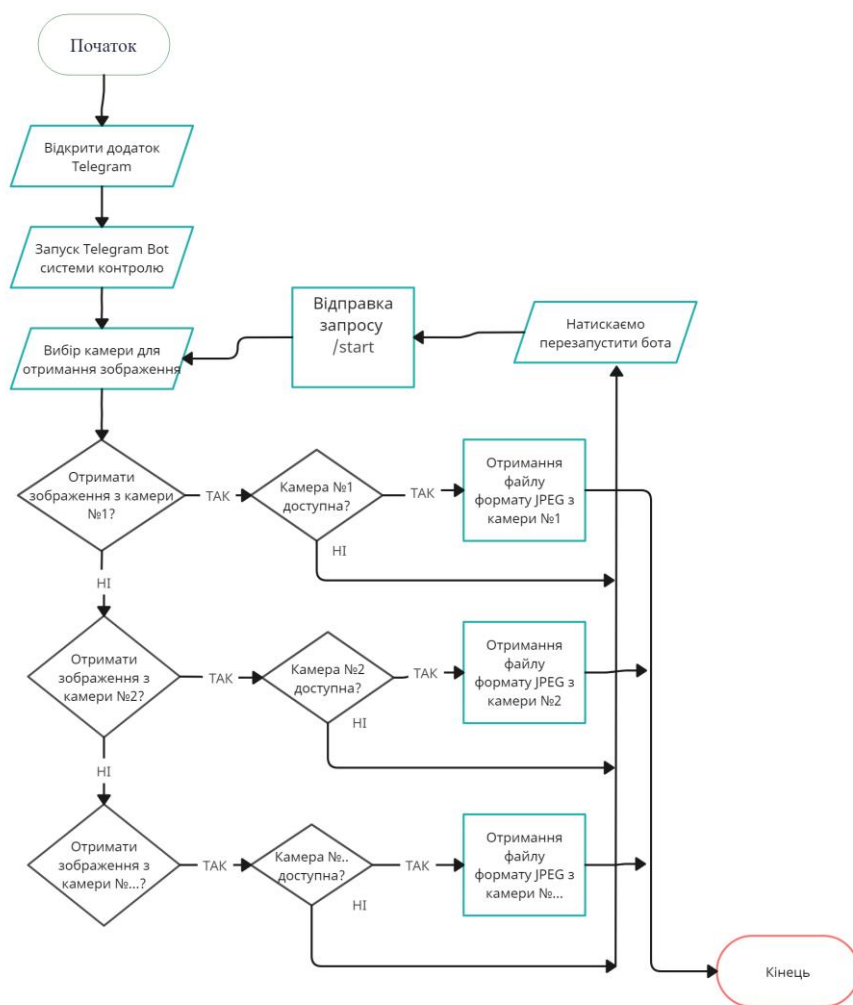 Початок
Відкрити додаток
Telegram
Запуск Telegram Bot
системи контролю
Вибір камери для
отримання зображення
Відправка
запросу
/start
Натискаємо
перезапустити бота
Отримати
зображення з камери
№1?
ТАК
Камера №1
доступна?
ТАК
Отримання
файлу
формату JPEG з
камери №1
НІ
НІ
Отримати
зображення з
камери №2?
ТАК
Камера №2
доступна?
ТАК
Отримання
файлу
формату JPEG з
камери №2
НІ
НІ
Отримати
зображення з
камери №...?
ТАК
Камера №..
доступна?
ТАК
Отримання
файлу
формату JPEG з
камери №...
НІ
Кінець